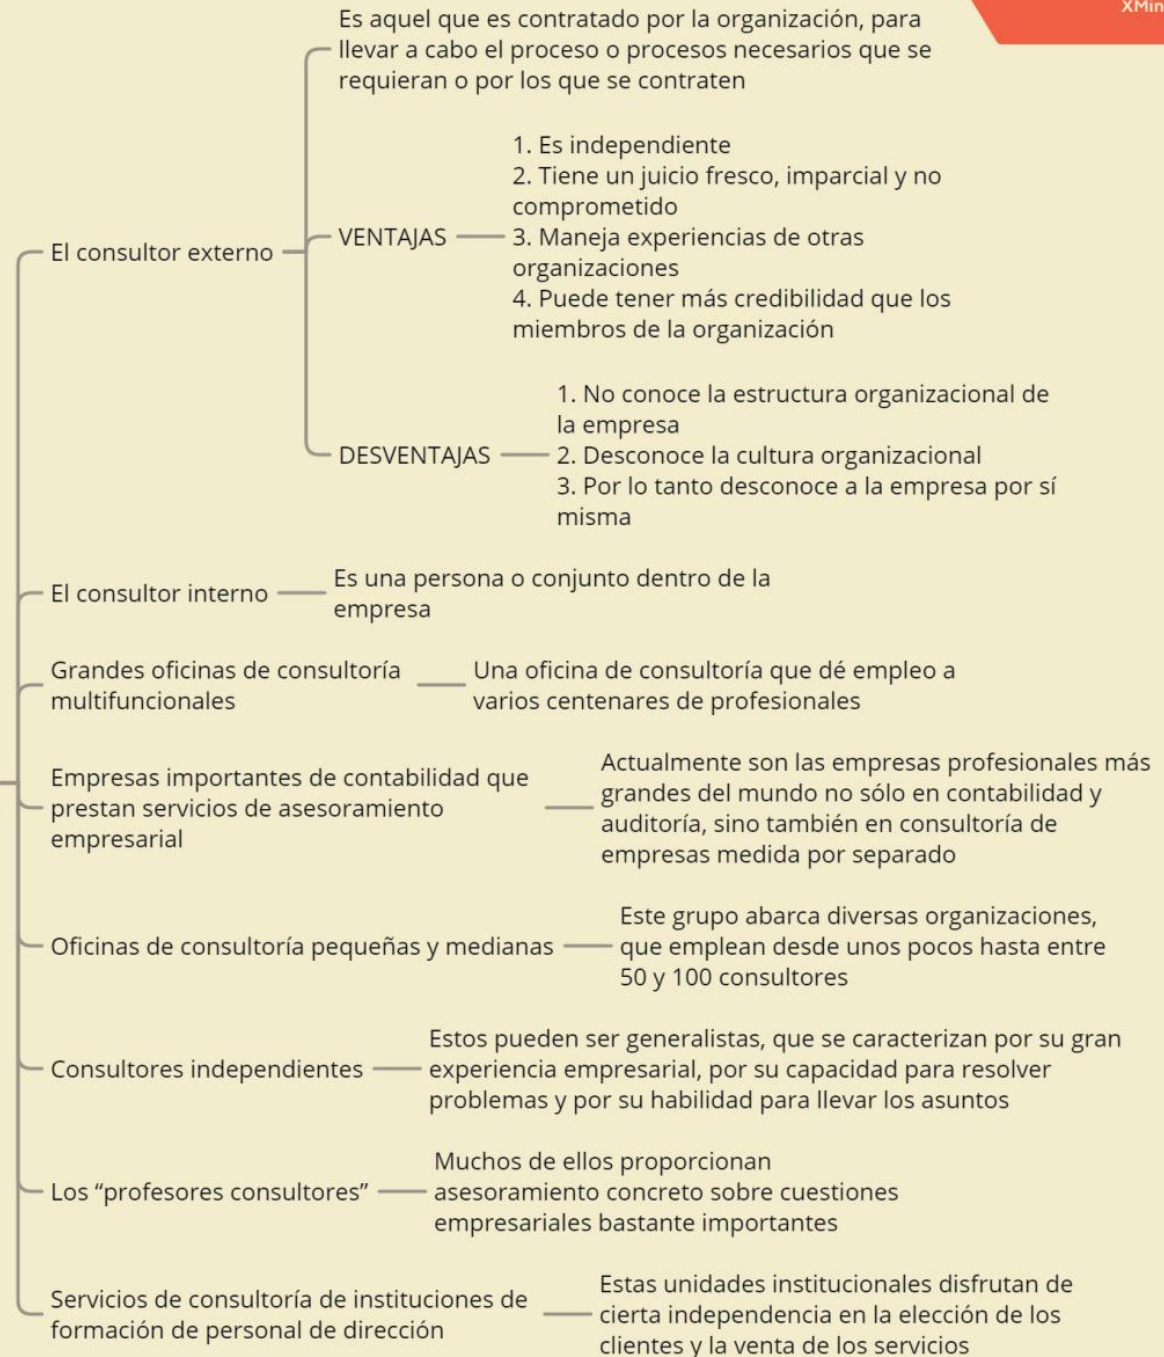 XMin
Es aquel que es contratado por la organización, para
llevar a cabo el proceso o procesos necesarios que se
requieran o por los que se contraten
El consultor externo
VENTAJAS
1. Es independiente
2. Tiene un juicio fresco, imparcial y no
comprometido
3. Maneja experiencias de otras
organizaciones
4. Puede tener más credibilidad que los
miembros de la organización
DESVENTAJAS
1. No conoce la estructura organizacional de
la empresa
2. Desconoce la cultura organizacional
3. Por lo tanto desconoce a la empresa por sí
misma
El consultor interno
Es una persona o conjunto dentro de la
empresa
Grandes oficinas de consultoría
multifuncionales
Una oficina de consultoría que dé empleo a
varios centenares de profesionales
Empresas importantes de contabilidad que
prestan servicios de asesoramiento
empresarial
Actualmente son las empresas profesionales más
grandes del mundo no sólo en contabilidad y
auditoría, sino también en consultoría de
empresas medida por separado
Oficinas de consultoría pequeñas y medianas
Este grupo abarca diversas organizaciones,
que emplean desde unos pocos hasta entre
50 y 100 consultores
Consultores independientes
Estos pueden ser generalistas, que se caracterizan por su gran
experiencia empresarial, por su capacidad para resolver
problemas y por su habilidad para llevar los asuntos
Los “profesores consultores”
Muchos de ellos proporcionan
asesoramiento concreto sobre cuestiones
empresariales bastante importantes
Servicios de consultoría de instituciones de
formación de personal de dirección
Estas unidades institucionales disfrutan de
cierta independencia en la elección de los
clientes y la venta de los servicios